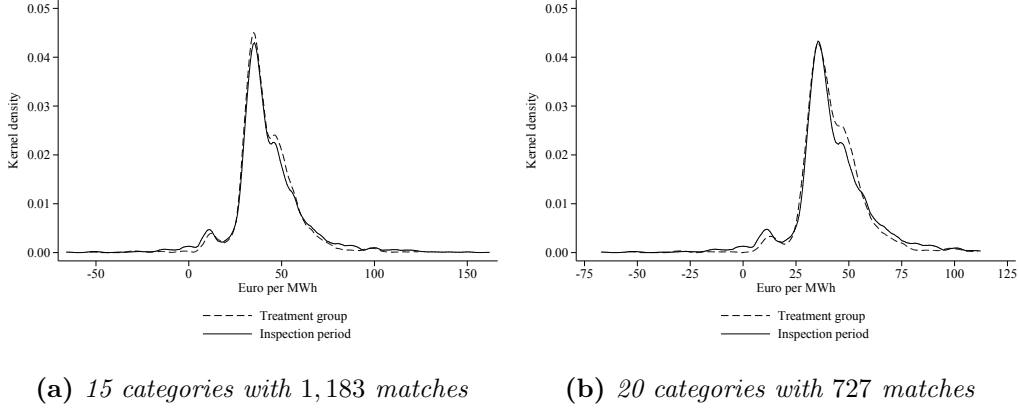 0.05
0.04
0.03
0.02
0.01
0.00
Kernel density
-50 0 50 100 150
Euro per MWh
Treatment group
Inspection period
(a) 15 categories with 1, 183 matches
0.05
0.04
0.03
0.02
0.01
0.00
Kernel density
-75 -50 -25 0 25 50 75 100 125
Euro per MWh
Treatment group
Inspection period
(b) 20 categories with 727 matches